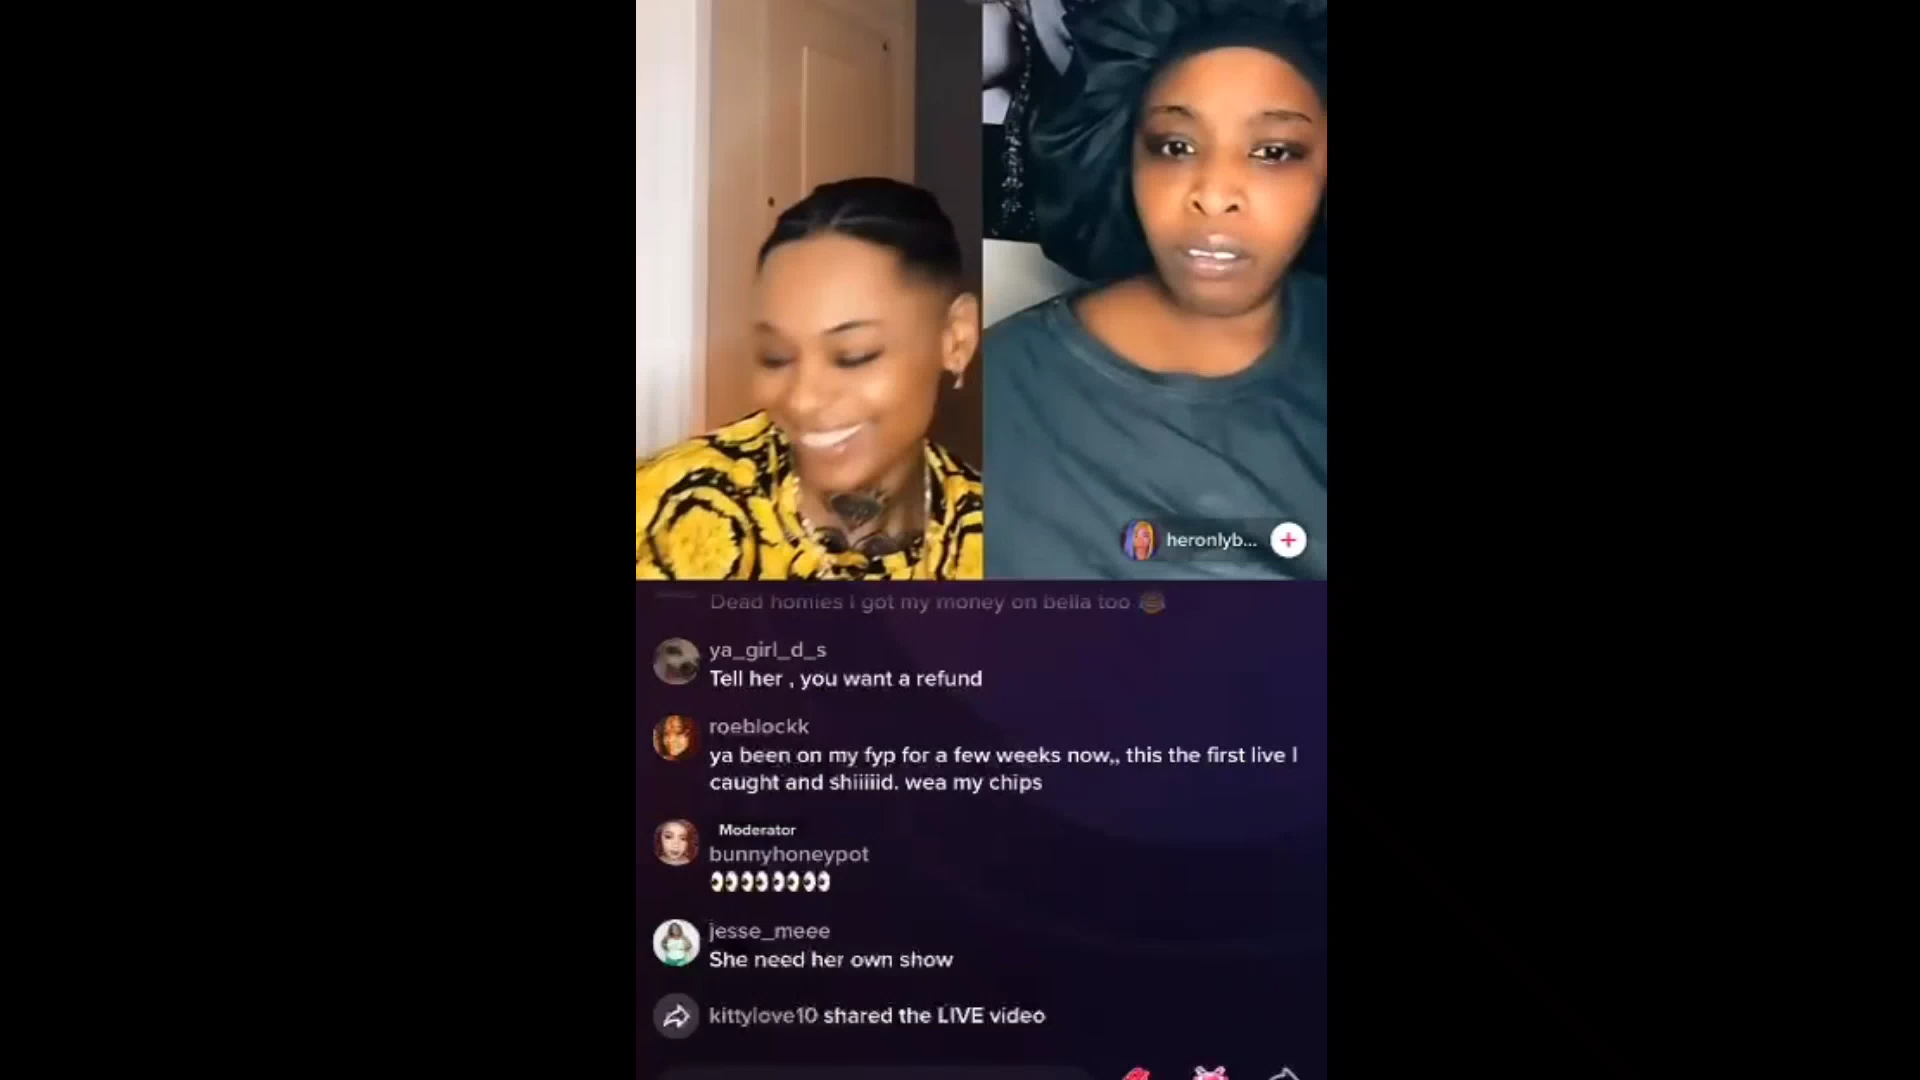 heronlyb...
Dead homies I got my money on bella too 😂
ya_girl_d_s
Tell her , you want a refund
roeblockk
ya been on my fyp for a few weeks now,, this the first live I
caught and shiiiiid. wea my chips
Moderator
bunnyhoneypot
👀👀👀👀👀👀👀👀
jesse_meee
She need her own show
kittylove10 shared the LIVE video